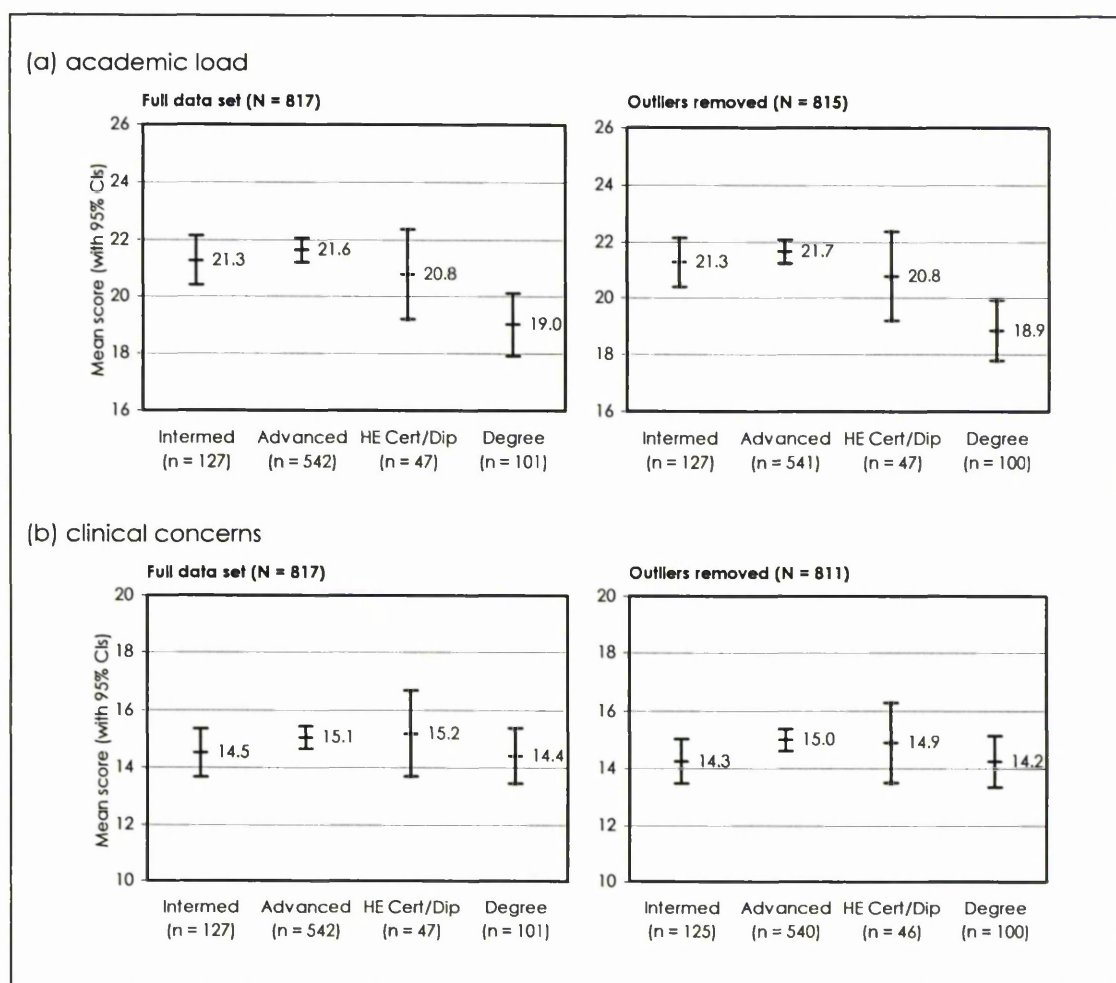 (a) academic load
Full data set (N = 817)
Outliers removed (N = 815)
Mean score (with 95% CIs)
26
24
22
20
18
16
21.3
21.6
20.8
19.0
Intermed
(n = 127)
Advanced
(n = 542)
HE Cert/Dip
(n = 47)
Degree
(n = 101)
26
24
22
20
18
16
21.3
21.7
20.8
18.9
Intermed
(n = 127)
Advanced
(n = 541)
HE Cert/Dip
(n = 47)
Degree
(n = 100)
(b) clinical concerns
Full data set (N = 817)
Outliers removed (N = 811)
Mean score (with 95% CIs)
20
18
16
14
12
10
14.5
15.1
15.2
14.4
Intermed
(n = 127)
Advanced
(n = 542)
HE Cert/Dip
(n = 47)
Degree
(n = 101)
20
18
16
14
12
10
14.3
15.0
14.9
14.2
Intermed
(n = 125)
Advanced
(n = 540)
HE Cert/Dip
(n = 46)
Degree
(n = 100)